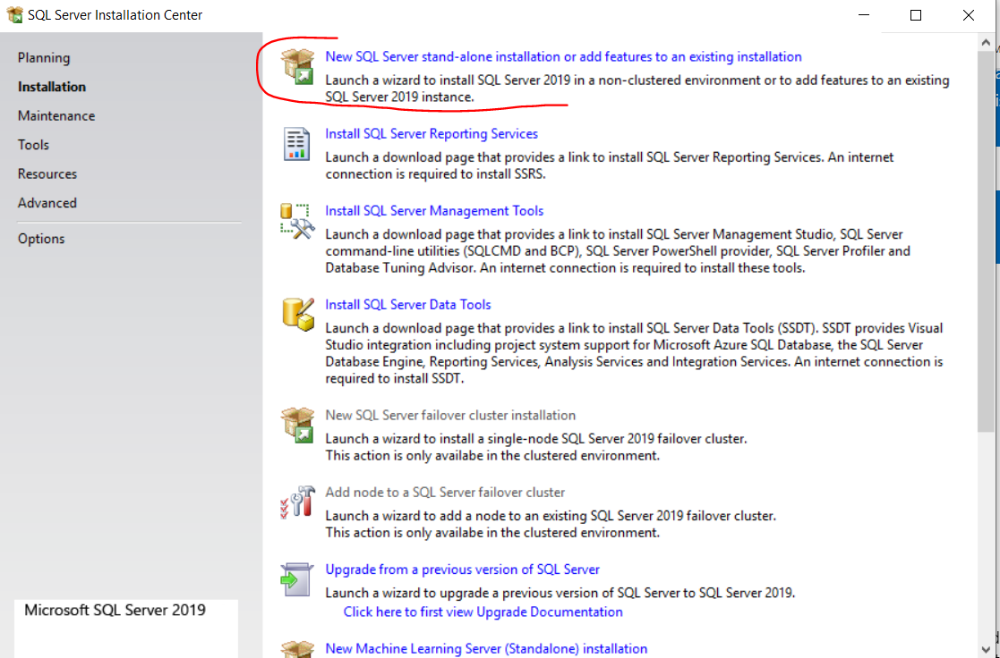 SQL Server Installation Center
Planning
Installation
Maintenance
Tools
Resources
Advanced
Options
Microsoft SQL Server 2019
New SQL Server stand-alone installation or add features to an existing installation
Launch a wizard to install SQL Server 2019 in a non-clustered environment or to add features to an existing
SQL Server 2019 instance.
Install SQL Server Reporting Services
Launch a download page that provides a link to install SQL Server Reporting Services. An internet
connection is required to install SSRS.
Install SQL Server Management Tools
Launch a download page that provides a link to install SQL Server Management Studio, SQL Server
command-line utilities (SQLCMD and BCP), SQL Server PowerShell provider, SQL Server Profiler and
Database Tuning Advisor. An internet connection is required to install these tools.
Install SQL Server Data Tools
Launch a download page that provides a link to install SQL Server Data Tools (SSDT). SSDT provides Visual
Studio integration including project system support for Microsoft Azure SQL Database, the SQL Server
Database Engine, Reporting Services, Analysis Services and Integration Services. An internet connection is
required to install SSDT.
New SQL Server failover cluster installation
Launch a wizard to install a single-node SQL Server 2019 failover cluster.
This action is only availabe in the clustered environment.
Add node to a SQL Server failover cluster
Launch a wizard to add a node to an existing SQL Server 2019 failover cluster.
This action is only availabe in the clustered environment.
Upgrade from a previous version of SQL Server
Launch a wizard to upgrade a previous version of SQL Server to SQL Server 2019.
Click here to first view Upgrade Documentation
New Machine Learning Server (Standalone) installation